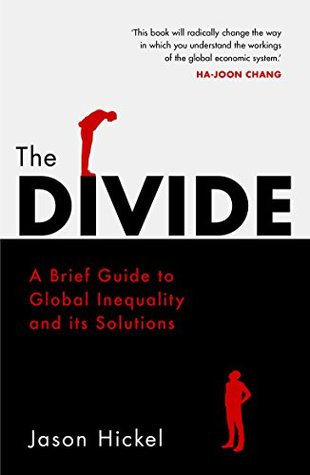 'This book will radically change the way
in which you understand the workings
of the global economic system.'
HA-JOON CHANG
The
DIVIDE
A Brief Guide to
Global Inequality
and its Solutions
Jason Hickel